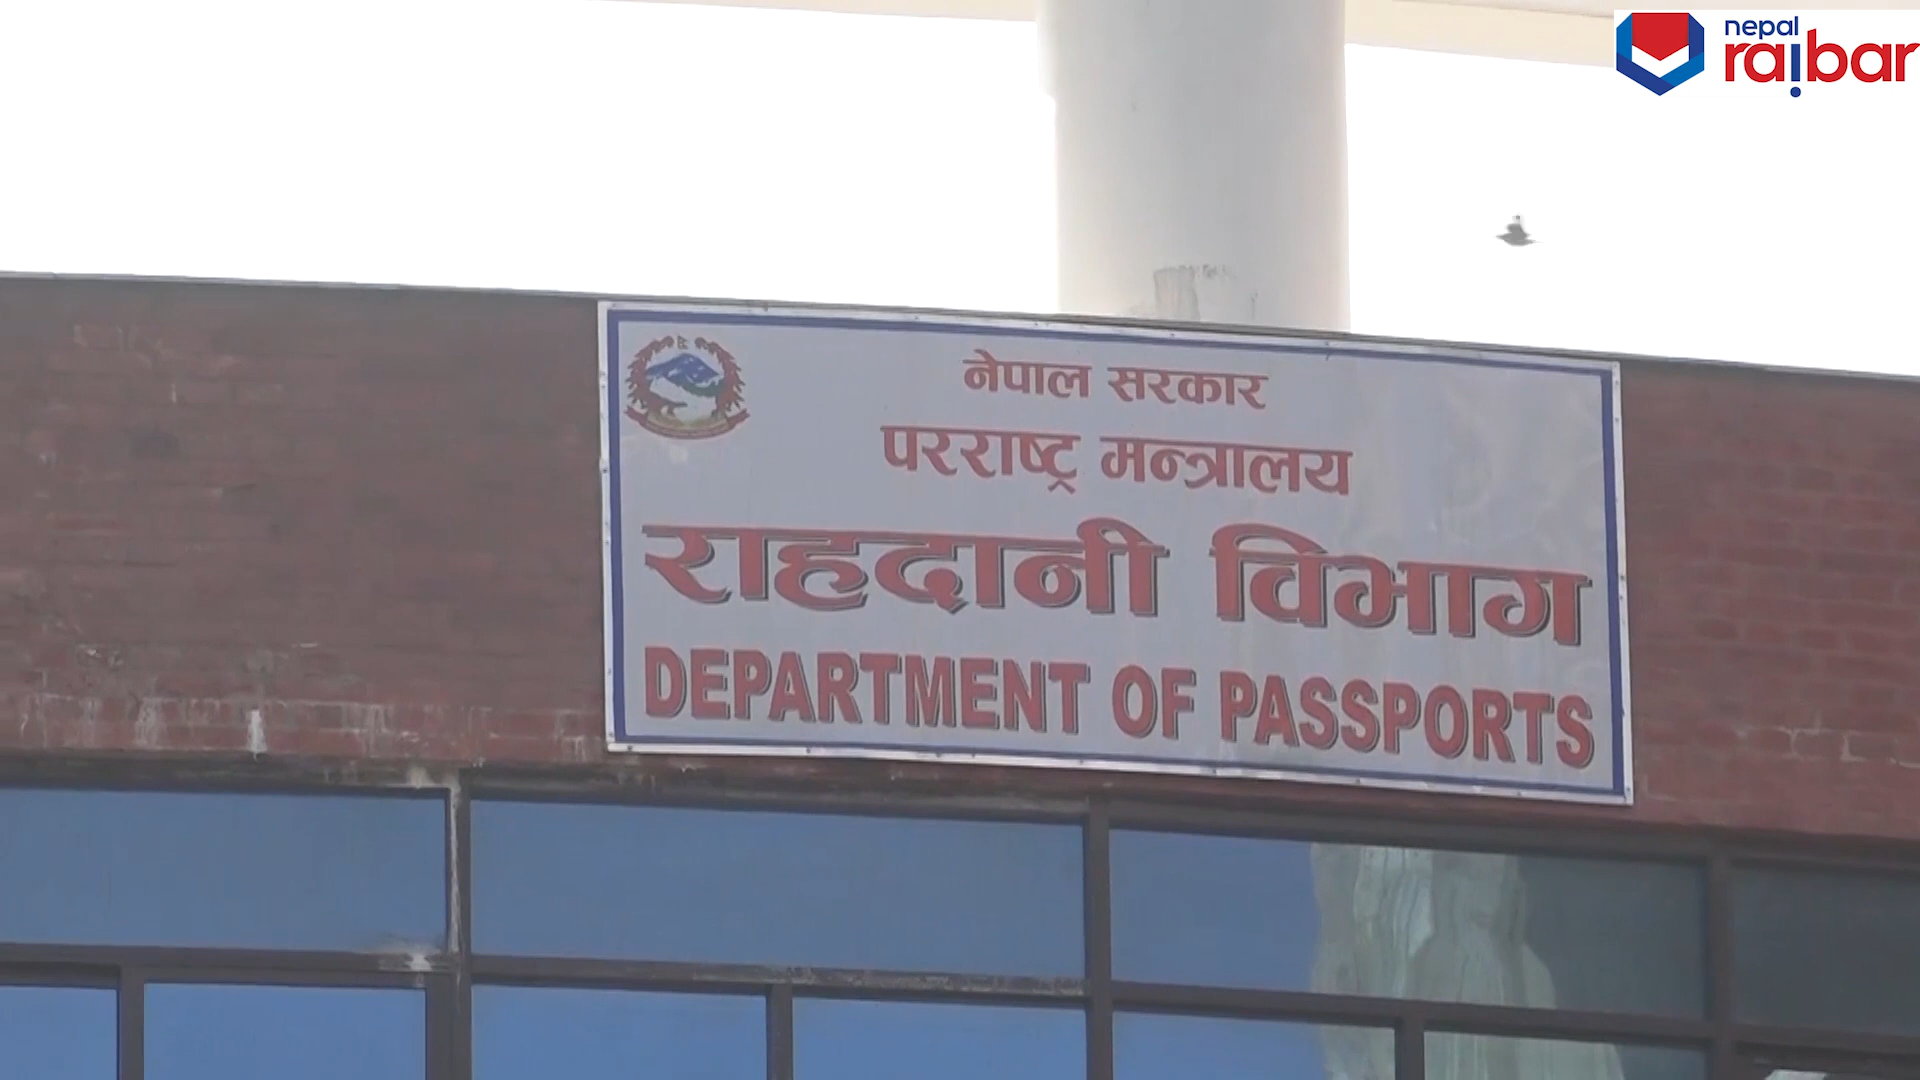 nepal
raibar
नेपाल सरकार
परराष्ट्र मन्त्रालय
राहदानी विभाग
DEPARTMENT OF PASSPORTS